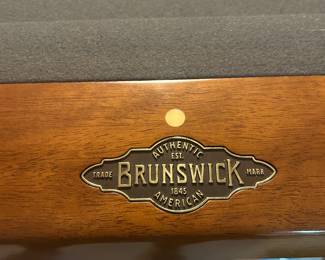 AUTHENTIC
EST.
TRADE BRUNSWICK MARK
1845
AMERICAN